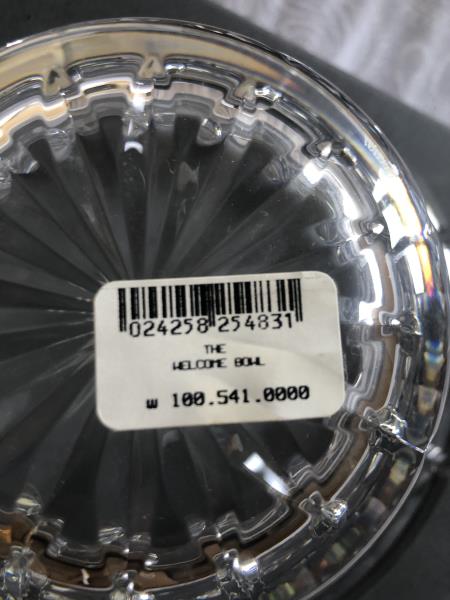 024258 254831
THE
WELCOME BOWL
w 100.541.0000